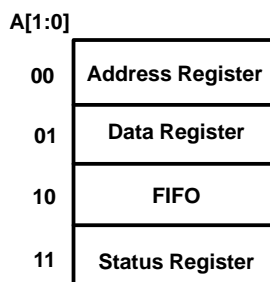 A[1:0]
00 Address Register
01 Data Register
10 FIFO
11 Status Register